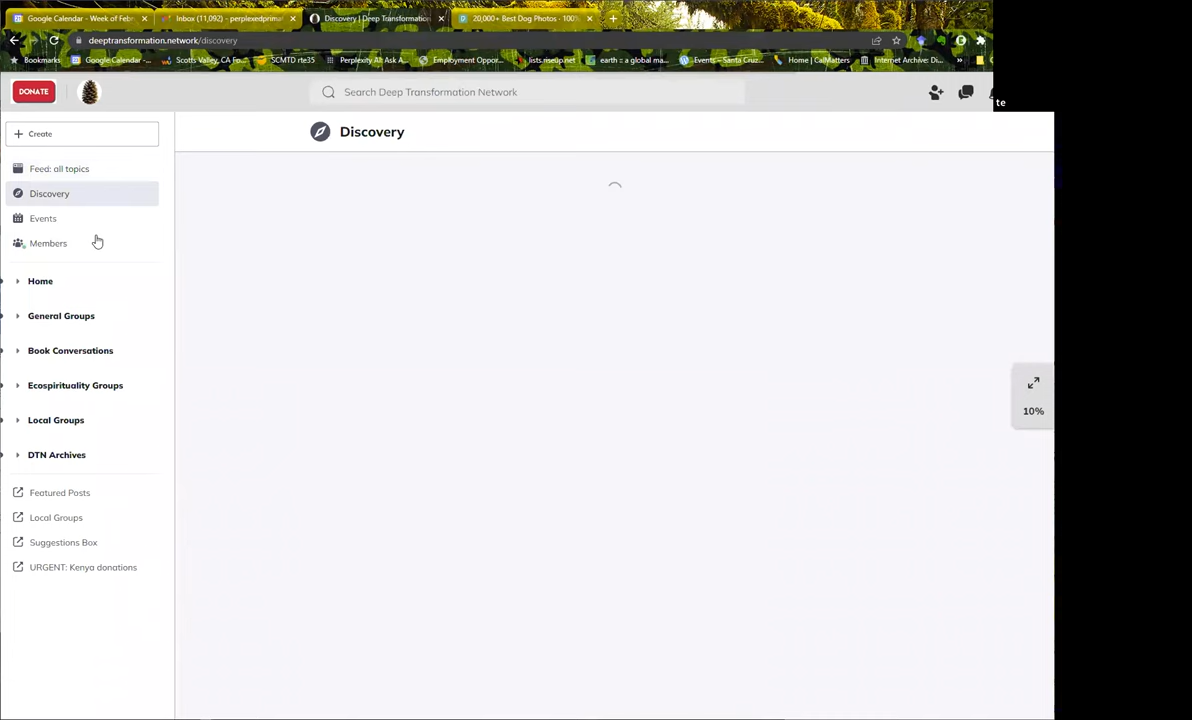 Google Calendar - Week of Febr
Inbox (11,092) - perplexedprimat
Discovery | Deep Transformation
20,000+ Best Dog Photos · 100%
deeptransformation.network/discovery
Bookmarks
Google Calendar -...
Scotts Valley, CA Fo...
SCMTD rte35
Perplexity AI: Ask A...
Employment Oppor...
lists.riseup.net
earth :: a global ma...
Events – Santa Cruz...
Home | CalMatters
Internet Archive: Di...
»
DONATE
Search Deep Transformation Network
te
+ Create
Discovery
Feed: all topics
Discovery
Events
Members
Home
General Groups
Book Conversations
Ecospirituality Groups
10%
Local Groups
DTN Archives
Featured Posts
Local Groups
Suggestions Box
URGENT: Kenya donations